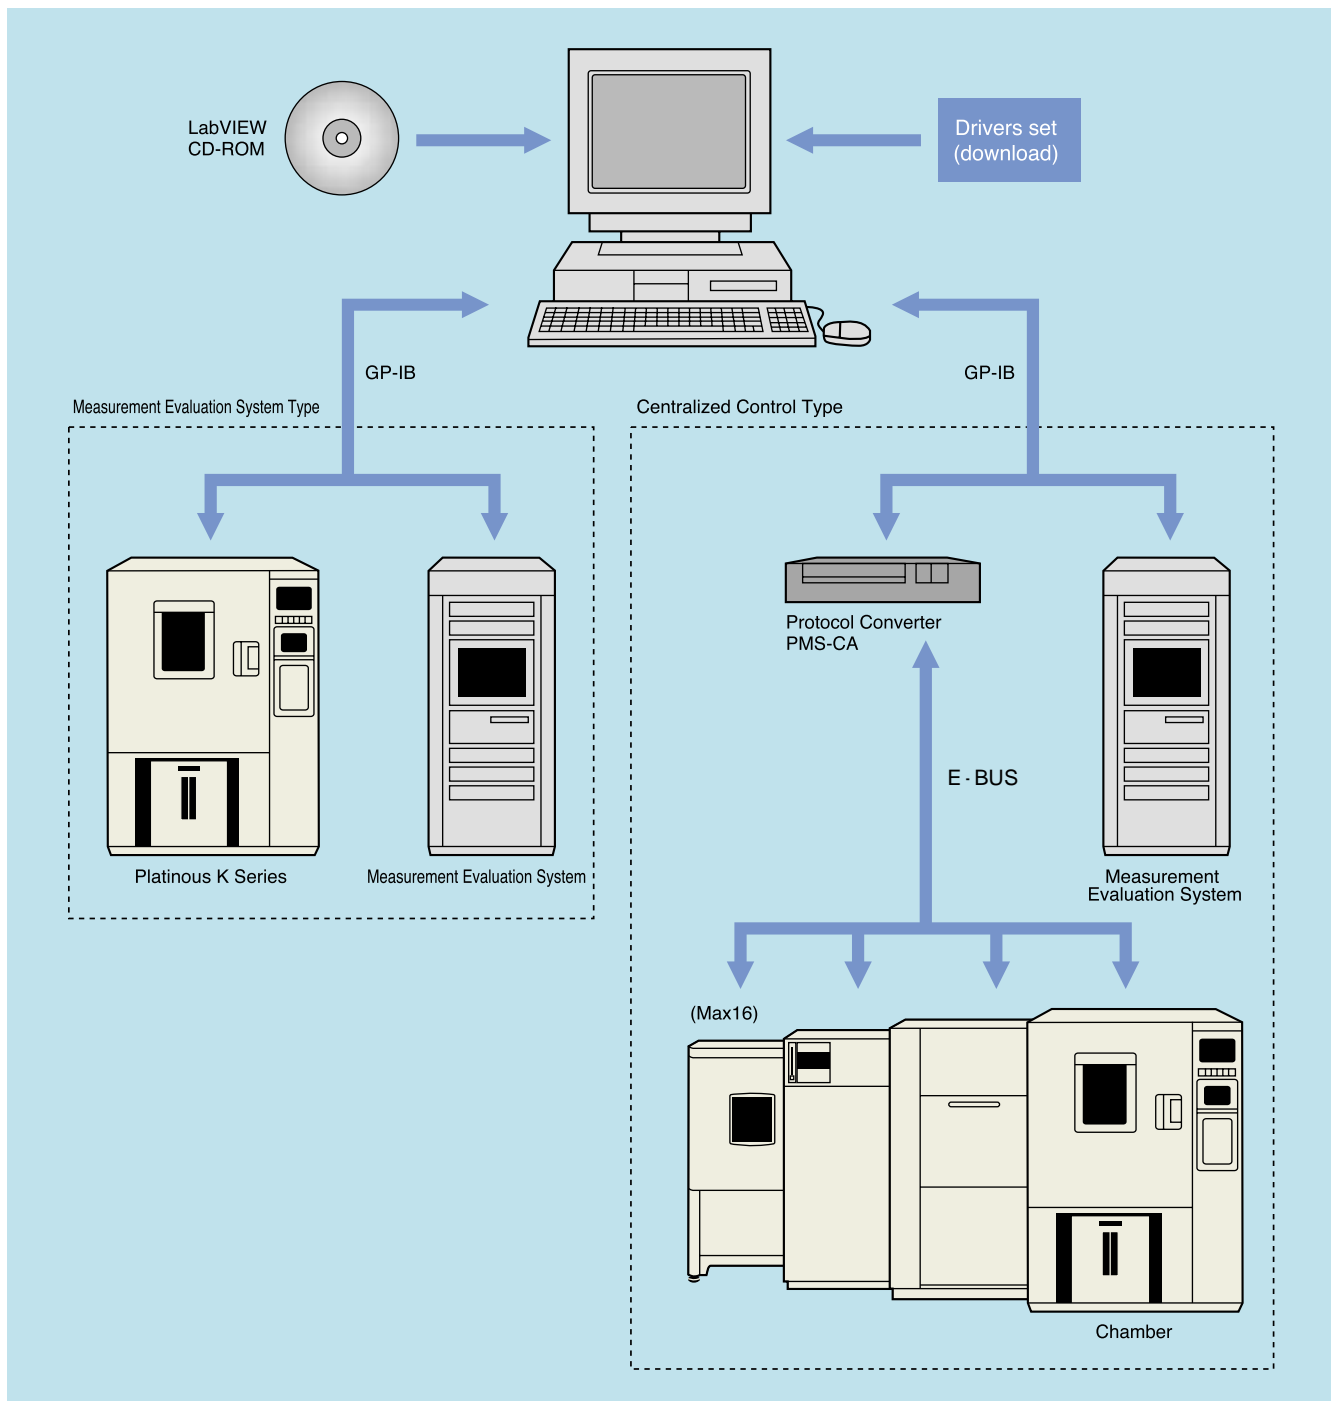 LabVIEW
CD-ROM
Drivers set
(download)
GP-IB
GP-IB
Measurement Evaluation System Type
Centralized Control Type
Protocol Converter
PMS-CA
E - BUS
Platinous K Series
Measurement Evaluation System
Measurement
Evaluation System
(Max16)
Chamber